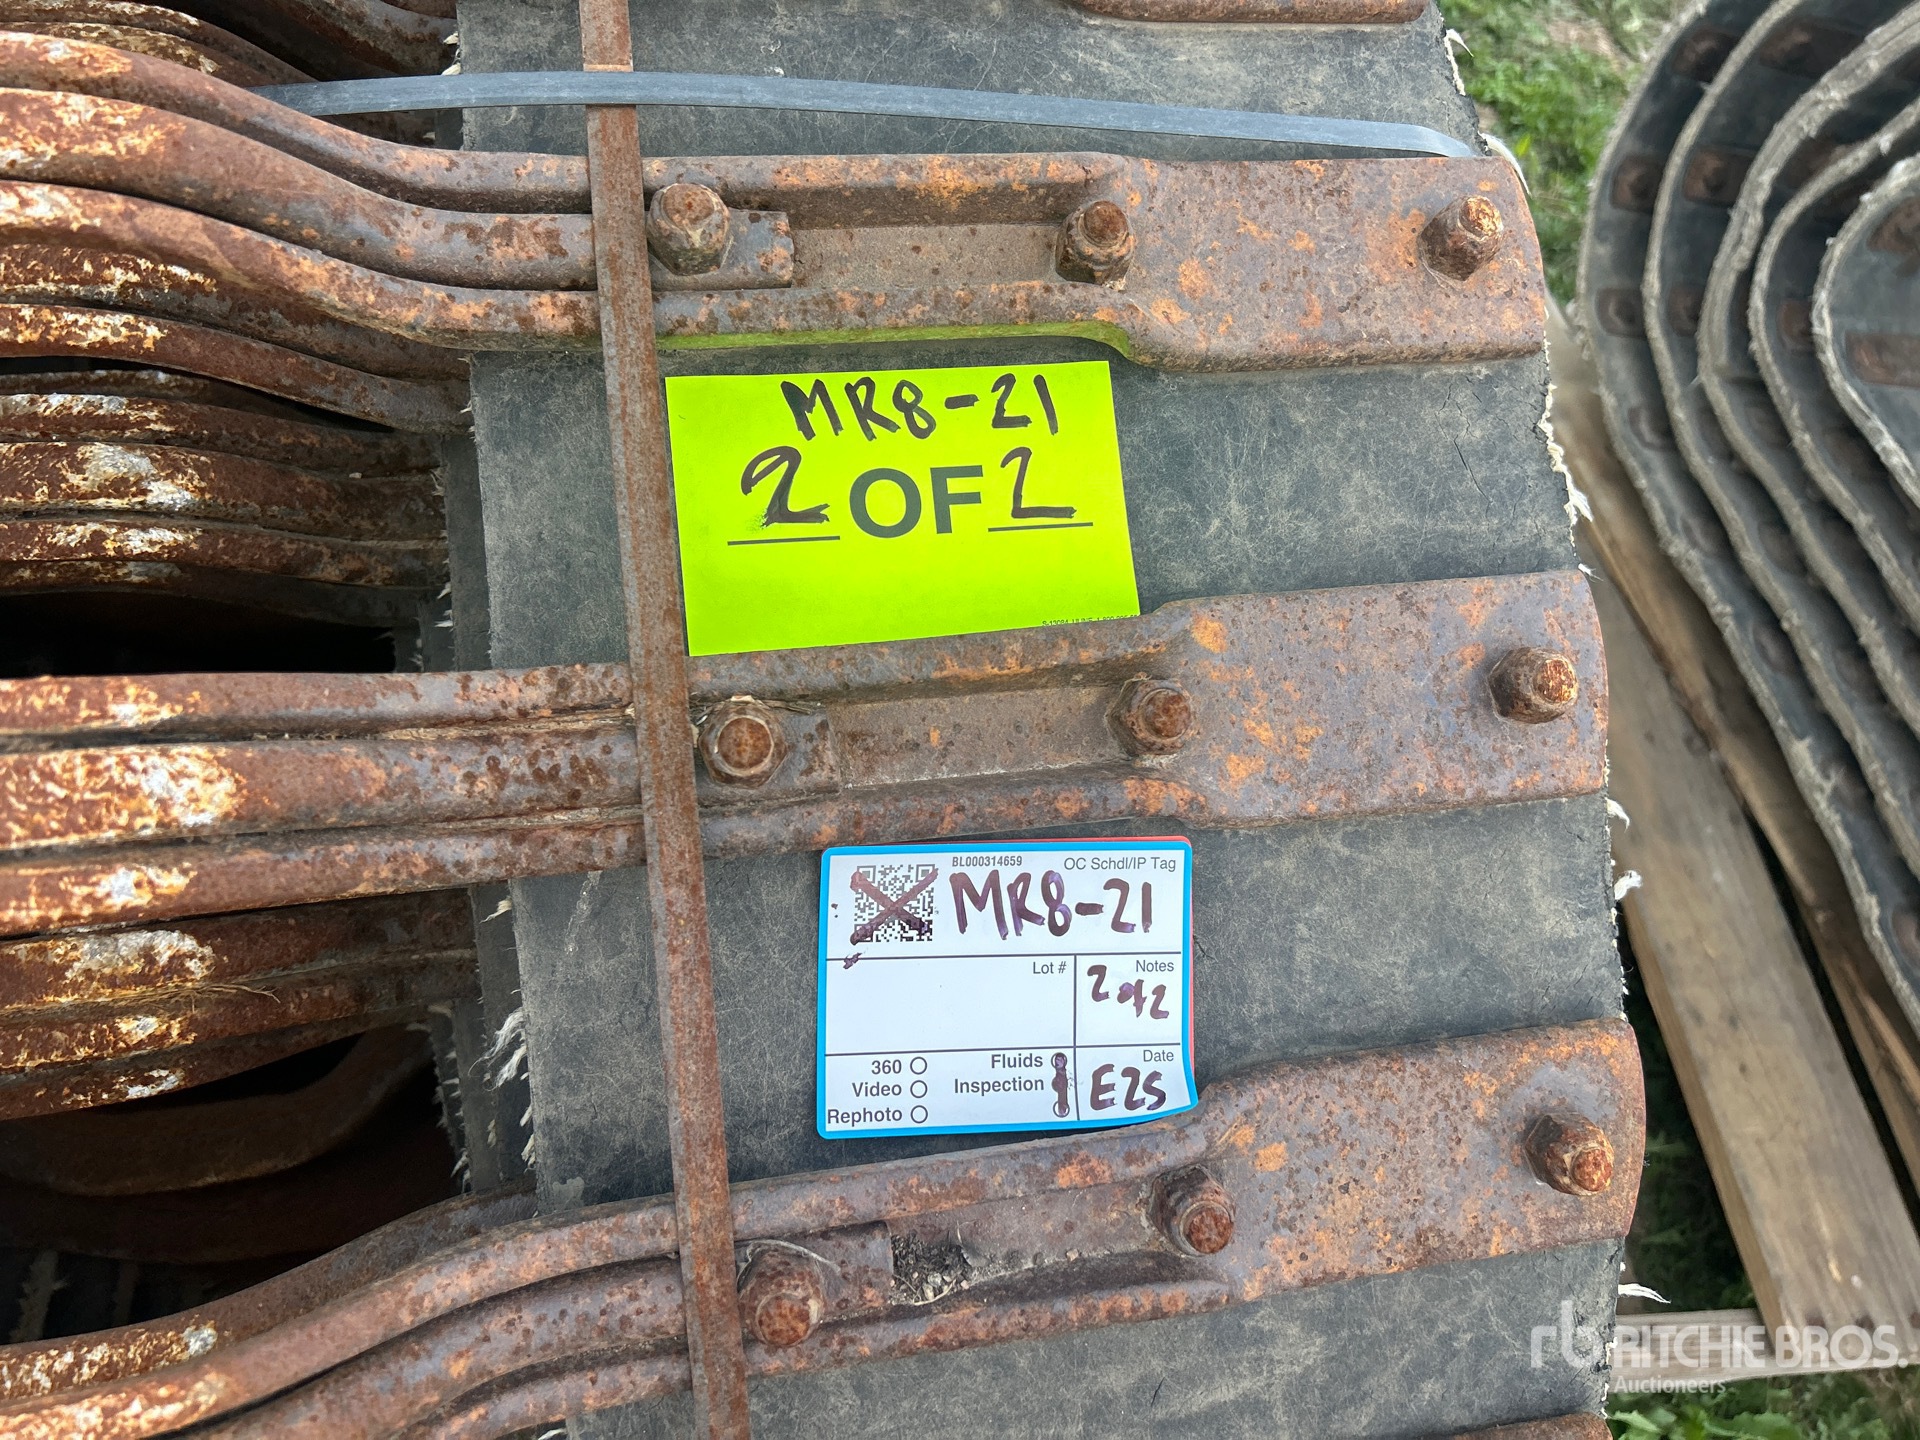 MR8-21
2 OF 2
BL000314659
OC Schdl/IP Tag
MR8-21
Lot #
Notes
2 of 2
360
Video
Rephoto
Fluids
Inspection
Date
E25
RITCHIE BROS.
Auctioneers